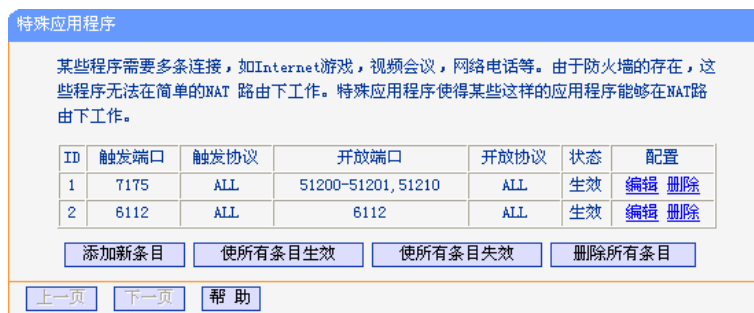 特殊应用程序
某些程序需要多条连接，如Internet游戏，视频会议，网络电话等。由于防火墙的存在，这
些程序无法在简单的NAT 路由下工作。特殊应用程序使得某些这样的应用程序能够在NAT路
由下工作。
ID 触发端口 触发协议 开放端口 开放协议 状态 配置
1 7175 ALL 51200-51201,51210 ALL 生效 编辑 删除
2 6112 ALL 6112 ALL 生效 编辑 删除
添加新条目 使所有条目生效 使所有条目失效 删除所有条目
上一页 下一页 帮 助